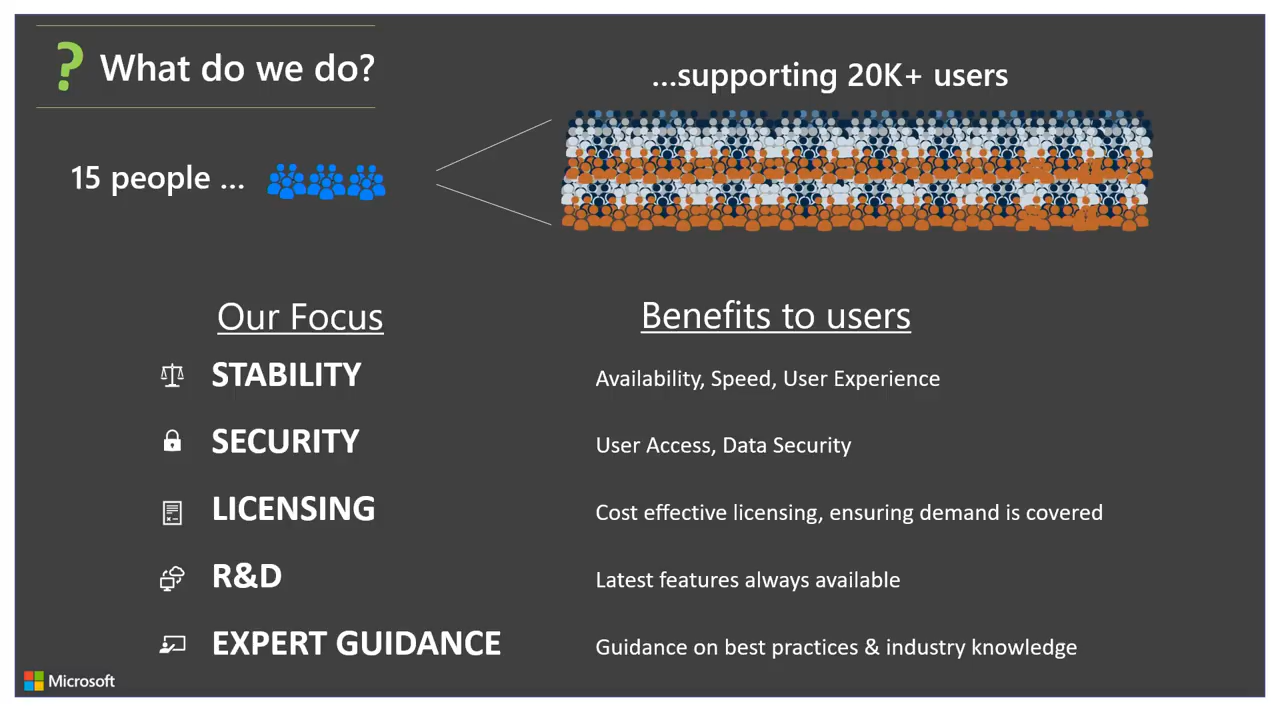 ? What do we do?
...supporting 20K+ users
15 people ...
Our Focus
Benefits to users
STABILITY
Availability, Speed, User Experience
SECURITY
User Access, Data Security
LICENSING
Cost effective licensing, ensuring demand is covered
R&D
Latest features always available
EXPERT GUIDANCE
Guidance on best practices & industry knowledge
Microsoft